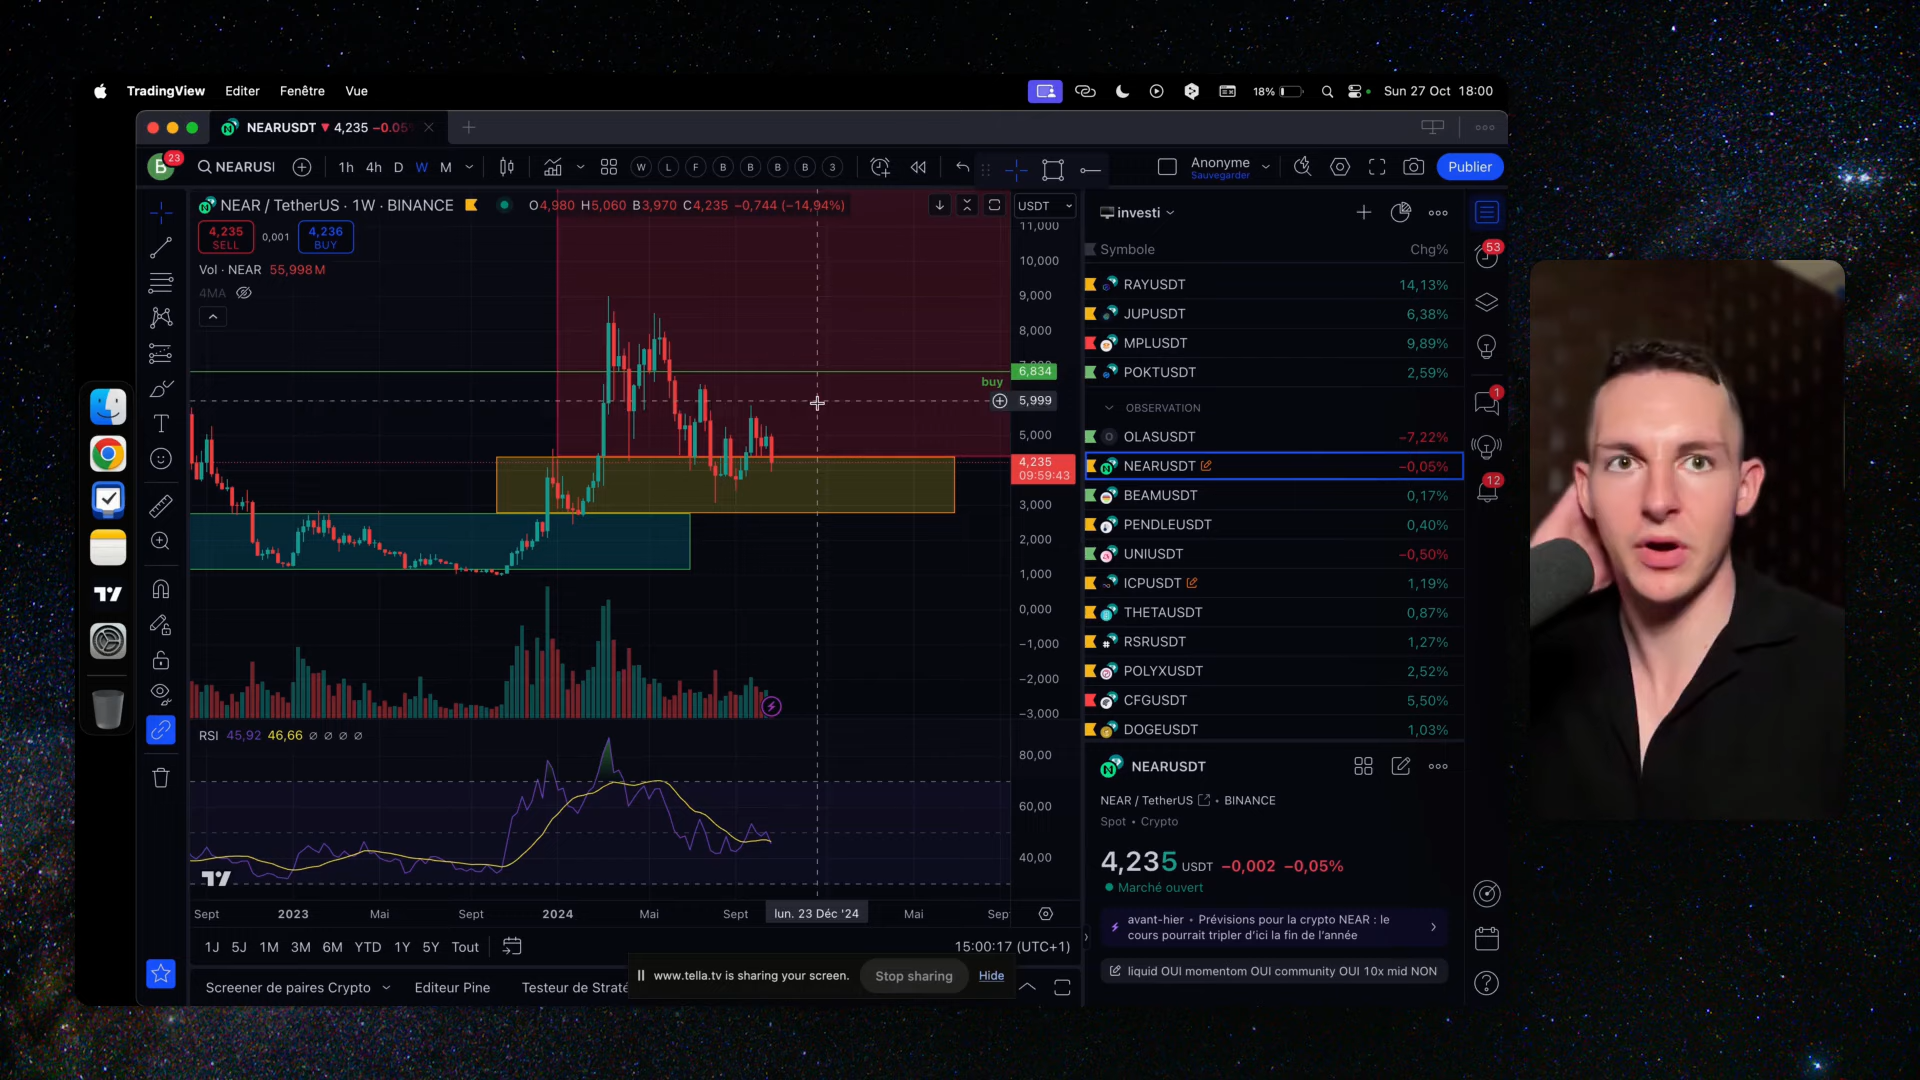 TradingView Editer Fenêtre Vue
18% Sun 27 Oct 18:00
NEARUSDT ▼ 4,235 −0.05
B 23 NEARUSI 1h 4h D W M W L F B B B B 3 Anonyme Sauvegarder Publier
NEAR / TetherUS · 1W · BINANCE O4,980 H5,060 B3,970 C4,235 −0,744 (−14,94%) USDT
4,235 SELL 0,001 4,236 BUY
Vol · NEAR 55,998M
4MA
11,000
10,000
9,000
8,000
6,834
buy
5,999
5,000
4,235
09:59:43
3,000
2,000
1,000
0,000
−1,000
−2,000
−3,000
RSI 45,92 46,66 ∅ ∅ ∅ ∅
80,00
60,00
40,00
Sept 2023 Mai Sept 2024 Mai Sept lun. 23 Déc '24 Mai Sep
1J 5J 1M 3M 6M YTD 1Y 5Y Tout 15:00:17 (UTC+1)
Screener de paires Crypto Editeur Pine Testeur de Straté
www.tella.tv is sharing your screen. Stop sharing Hide
investi
Symbole Chg%
RAYUSDT 14,13%
JUPUSDT 6,38%
MPLUSDT 9,89%
POKTUSDT 2,59%
OBSERVATION
OLASUSDT −7,22%
NEARUSDT −0,05%
BEAMUSDT 0,17%
PENDLEUSDT 0,40%
UNIUSDT −0,50%
ICPUSDT 1,19%
THETAUSDT 0,87%
RSRUSDT 1,27%
POLYXUSDT 2,52%
CFGUSDT 5,50%
DOGEUSDT 1,03%
NEARUSDT
NEAR / TetherUS • BINANCE
Spot • Crypto
4,235 USDT −0,002 −0,05%
Marché ouvert
avant-hier • Prévisions pour la crypto NEAR : le
cours pourrait tripler d'ici la fin de l'année
liquid OUI momentom OUI community OUI 10x mid NON
53
1
12